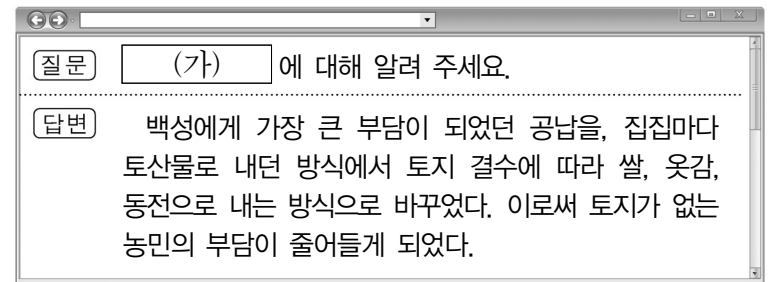 질문 (가) 에 대해 알려 주세요.
답변 백성에게 가장 큰 부담이 되었던 공납을, 집집마다
토산물로 내던 방식에서 토지 결수에 따라 쌀, 옷감,
동전으로 내는 방식으로 바꾸었다. 이로써 토지가 없는
농민의 부담이 줄어들게 되었다.